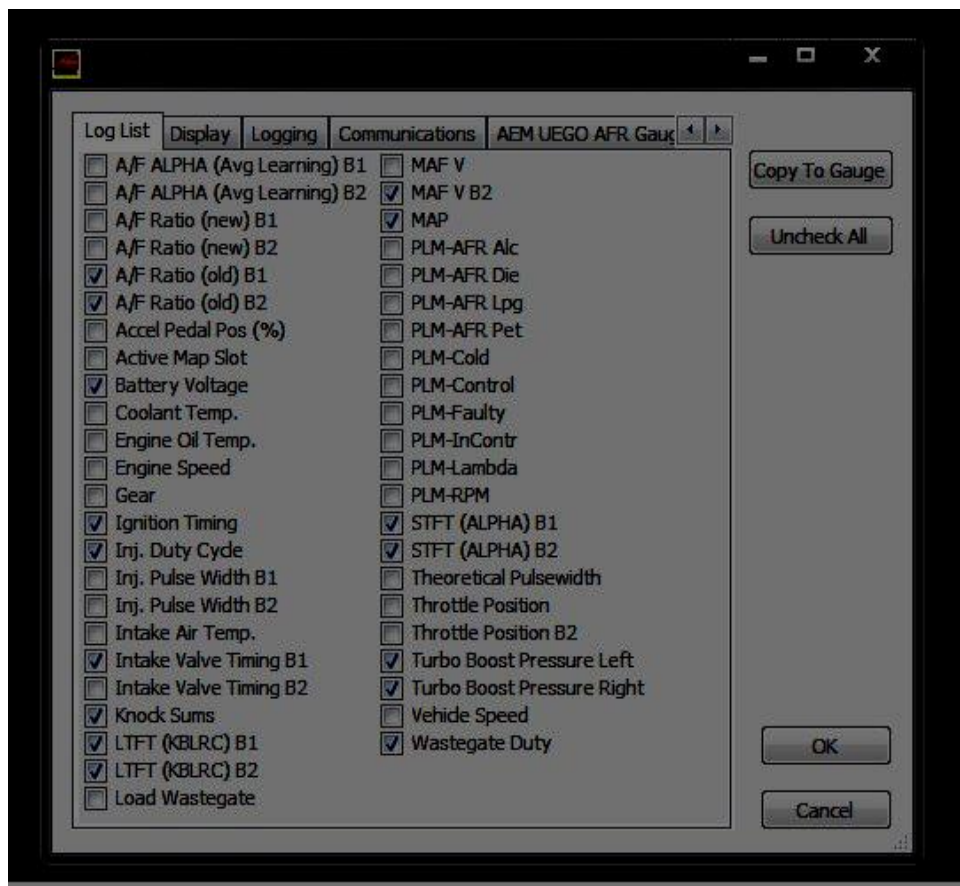 Log List Display Logging Communications AEM UEGO AFR Gaug
A/F ALPHA (Avg Learning) B1
A/F ALPHA (Avg Learning) B2
A/F Ratio (new) B1
A/F Ratio (new) B2
A/F Ratio (old) B1
A/F Ratio (old) B2
Accel Pedal Pos (%)
Active Map Slot
Battery Voltage
Coolant Temp.
Engine Oil Temp.
Engine Speed
Gear
Ignition Timing
Inj. Duty Cycle
Inj. Pulse Width B1
Inj. Pulse Width B2
Intake Air Temp.
Intake Valve Timing B1
Intake Valve Timing B2
Knock Sums
LTFT (KBLRC) B1
LTFT (KBLRC) B2
Load Wastegate
MAF V
MAF V B2
MAP
PLM-AFR Alc
PLM-AFR Die
PLM-AFR Lpg
PLM-AFR Pet
PLM-Cold
PLM-Control
PLM-Faulty
PLM-InContr
PLM-Lambda
PLM-RPM
STFT (ALPHA) B1
STFT (ALPHA) B2
Theoretical Pulsewidth
Throttle Position
Throttle Position B2
Turbo Boost Pressure Left
Turbo Boost Pressure Right
Vehicle Speed
Wastegate Duty
Copy To Gauge
Uncheck All
OK
Cancel